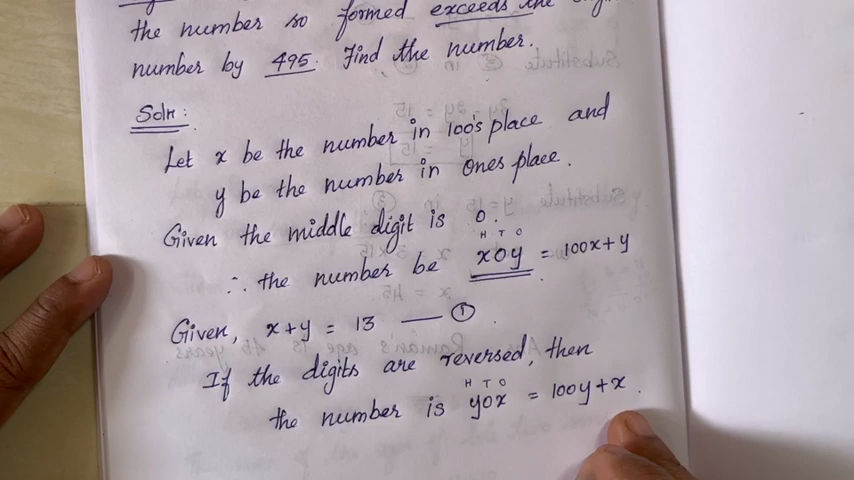 the number so formed exceeds the
number by 495. Find the number.
Soln:
Let x be the number in 100's place and
y be the number in ones place.
Given the middle digit is 0.
H T O
∴ the number be x0y = 100x+y
Given, x+y = 13 — ①
If the digits are reversed, then
H T O
the number is y0x = 100y+x.